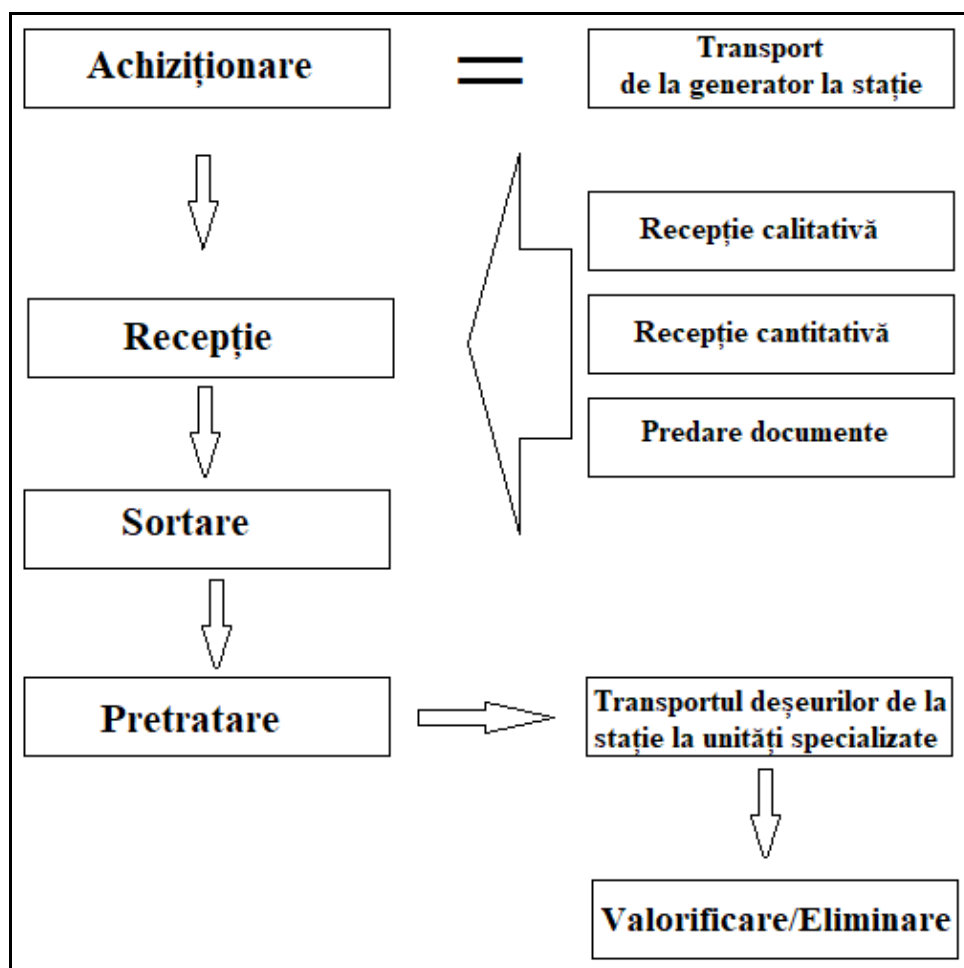 Achiziționare
=
Transport
de la generator la stație
Recepție calitativă
Recepție
Recepție cantitativă
Predare documente
Sortare
Pretratare
Transportul deșeurilor de la
stație la unități specializate
Valorificare/Eliminare